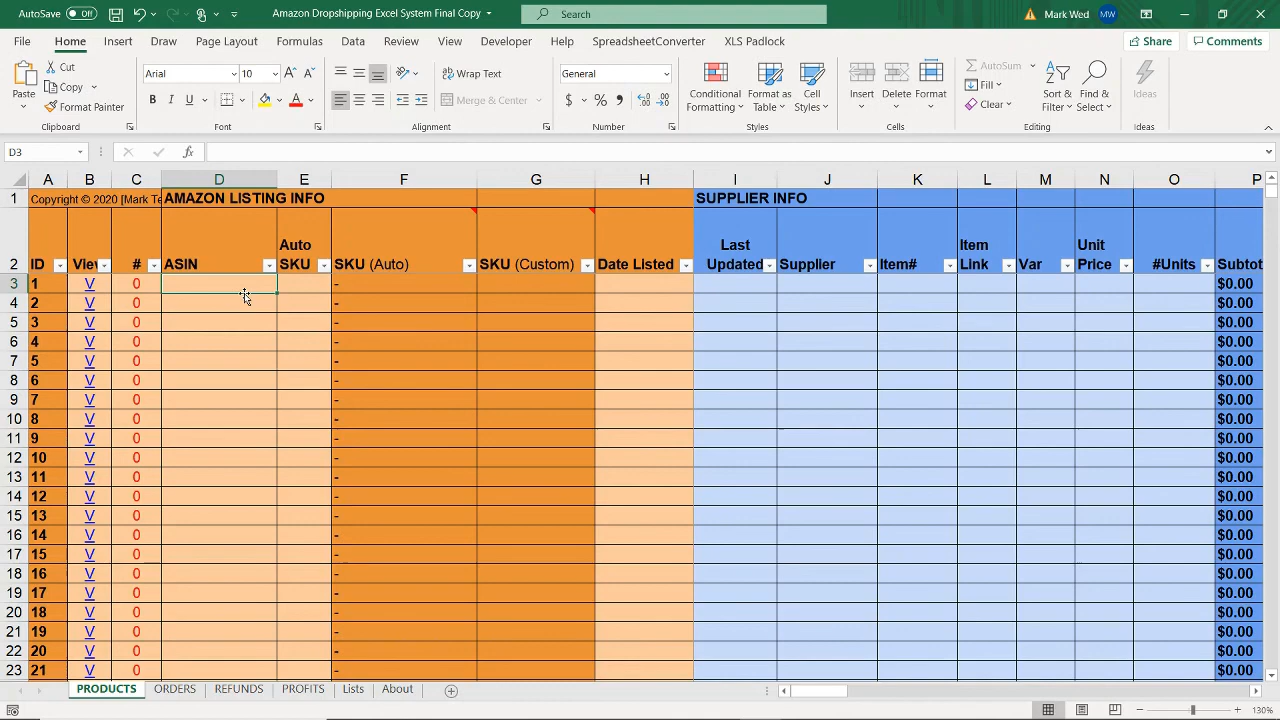 AutoSave Off Amazon Dropshipping Excel System Final Copy Search Mark Wed MW
File Home Insert Draw Page Layout Formulas Data Review View Developer Help SpreadsheetConverter XLS Padlock Share Comments
Paste Cut Copy Format Painter
Arial 10 B I U A
Wrap Text Merge & Center
General $ %
Conditional Formatting Format as Table Cell Styles
Insert Delete Format
AutoSum Fill Clear Sort & Filter Find & Select Ideas
Clipboard Font Alignment Number Styles Cells Editing Ideas
D3 fx
A B C D E F G H I J K L M N O P
1 Copyright © 2020 [Mark Te AMAZON LISTING INFO SUPPLIER INFO
2 ID View # ASIN Auto SKU SKU (Auto) SKU (Custom) Date Listed Last Updated Supplier Item# Item Link Var Unit Price #Units Subtot
3 1 V 0 - $0.00
4 2 V 0 - $0.00
5 3 V 0 - $0.00
6 4 V 0 - $0.00
7 5 V 0 - $0.00
8 6 V 0 - $0.00
9 7 V 0 - $0.00
10 8 V 0 - $0.00
11 9 V 0 - $0.00
12 10 V 0 - $0.00
13 11 V 0 - $0.00
14 12 V 0 - $0.00
15 13 V 0 - $0.00
16 14 V 0 - $0.00
17 15 V 0 - $0.00
18 16 V 0 - $0.00
19 17 V 0 - $0.00
20 18 V 0 - $0.00
21 19 V 0 - $0.00
22 20 V 0 - $0.00
23 21 V 0 - $0.00
PRODUCTS ORDERS REFUNDS PROFITS Lists About
130%